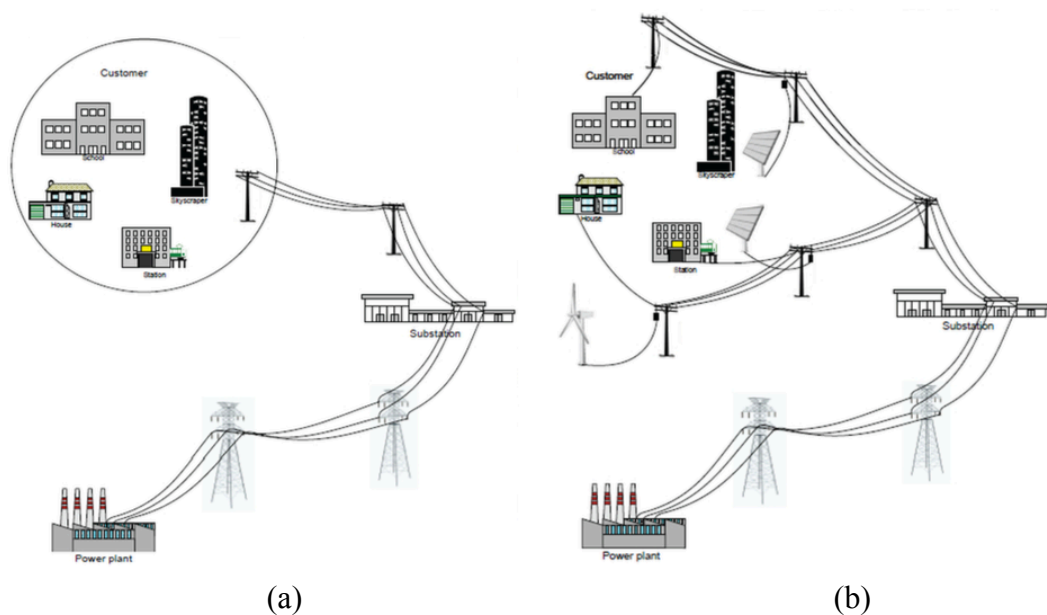 Customer
School
Skyscraper
House
Station
Substation
Power plant
(a)
Customer
School
Skyscraper
House
Station
Substation
Power plant
(b)